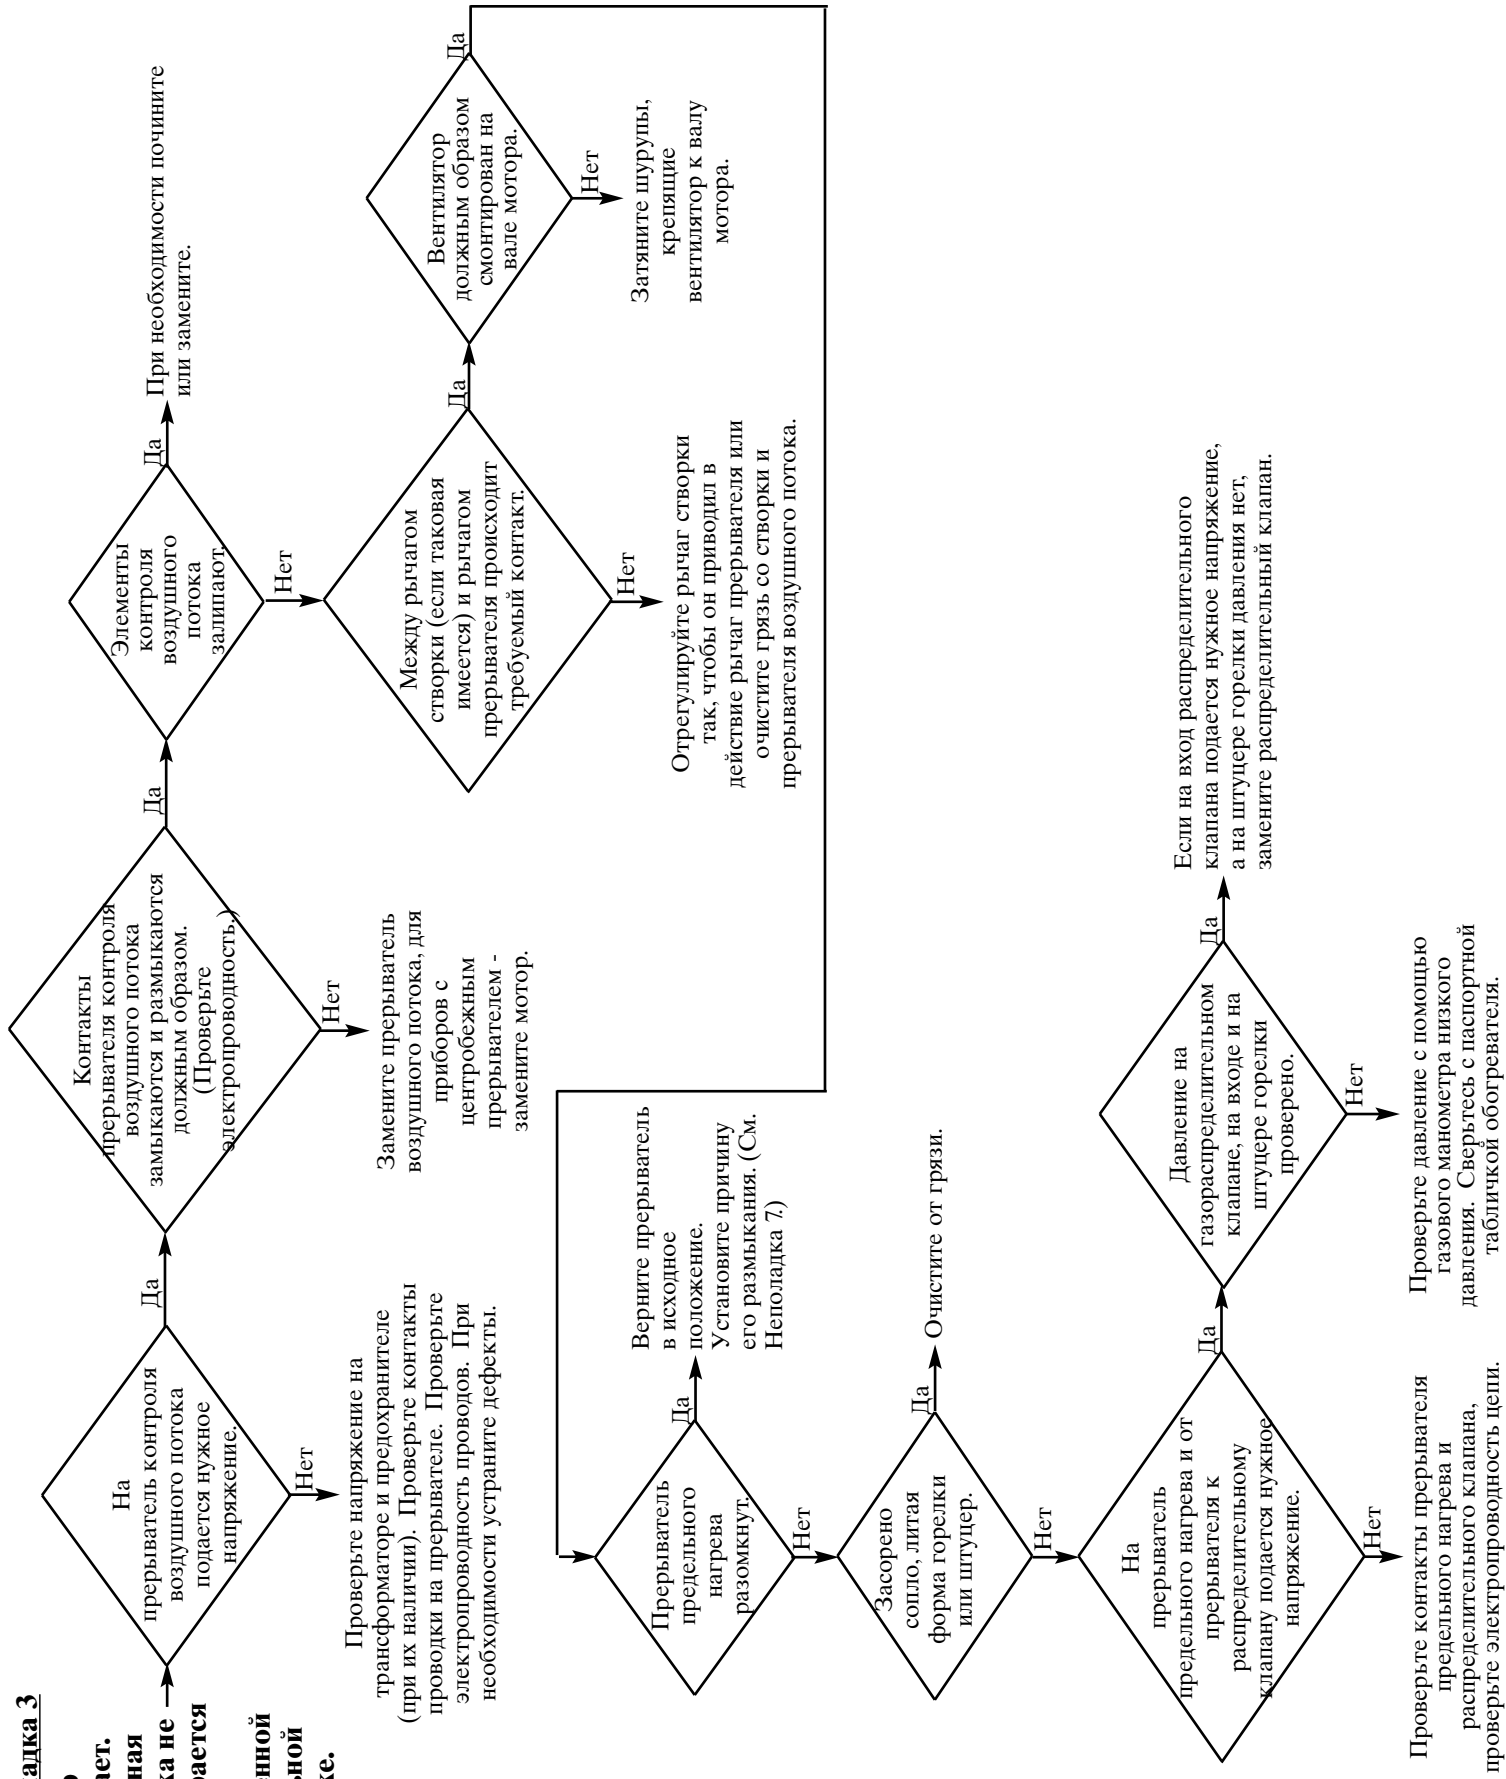 адка 3
ает.
ная
ка не
рается
енной
ьной
ке.
На
прерыватель контроля
воздушного потока
подается нужное
напряжение.
Да
Нет
Проверьте напряжение на
трансформаторе и предохранителе
(при их наличии). Проверьте контакты
проводки на прерывателе. Проверьте
электропроводность проводов. При
необходимости устраните дефекты.
Контакты
прерывателя контроля
воздушного потока
замыкаются и размыкаются
должным образом.
(Проверьте
электропроводность.)
Да
Нет
Замените прерыватель
воздушного потока, для
приборов с
центробежным
прерывателем -
замените мотор.
Элементы
контроля
воздушного
потока
залипают.
Да
При необходимости почините
или замените.
Нет
Между рычагом
створки (если таковая
имеется) и рычагом
прерывателя происходит
требуемый контакт.
Да
Нет
Отрегулируйте рычаг створки
так, чтобы он приводил в
действие рычаг прерывателя или
очистите грязь со створки и
прерывателя воздушного потока.
Вентилятор
должным образом
смонтирован на
вале мотора.
Да
Нет
Затяните шурупы,
крепящие
вентилятор к валу
мотора.
Прерыватель
предельного
нагрева
разомкнут.
Да
Верните прерыватель
в исходное
положение.
Установите причину
его размыкания. (См.
Неполадка 7.)
Нет
Засорено
сопло, литая
форма горелки
или штуцер.
Да
Очистите от грязи.
Нет
На
прерыватель
предельного нагрева и от
прерывателя к
распределительному
клапану подается нужное
напряжение.
Да
Нет
Проверьте контакты прерывателя
предельного нагрева и
распределительного клапана,
проверьте электропроводность цепи.
Давление на
газораспределительном
клапане, на входе и на
штуцере горелки
проверено.
Да
Если на вход распределительного
клапана подается нужное напряжение,
а на штуцере горелки давления нет,
замените распределительный клапан.
Нет
Проверьте давление с помощью
газового манометра низкого
давления. Сверьтесь с паспортной
табличкой обогревателя.